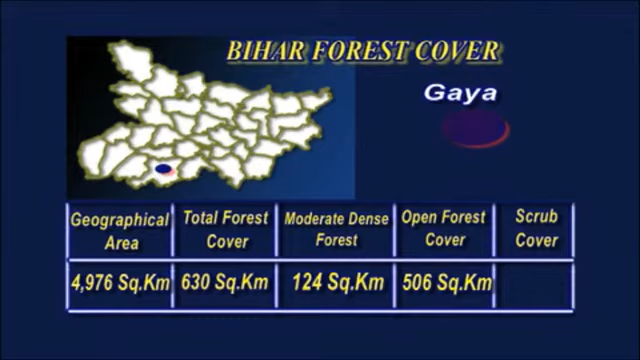 BIHAR FOREST COVER
Gaya
Geographical Area
Total Forest Cover
Moderate Dense Forest
Open Forest Cover
Scrub Cover
4,976 Sq.Km
630 Sq.Km
124 Sq.Km
506 Sq.Km